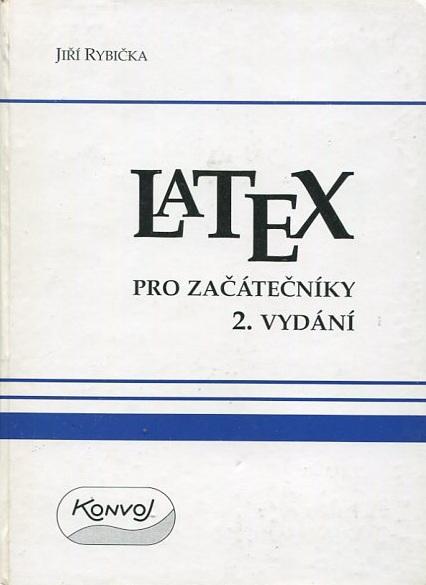 JIŘÍ RYBIČKA
LATEX
PRO ZAČÁTEČNÍKY
2. VYDÁNÍ
KONVOJ